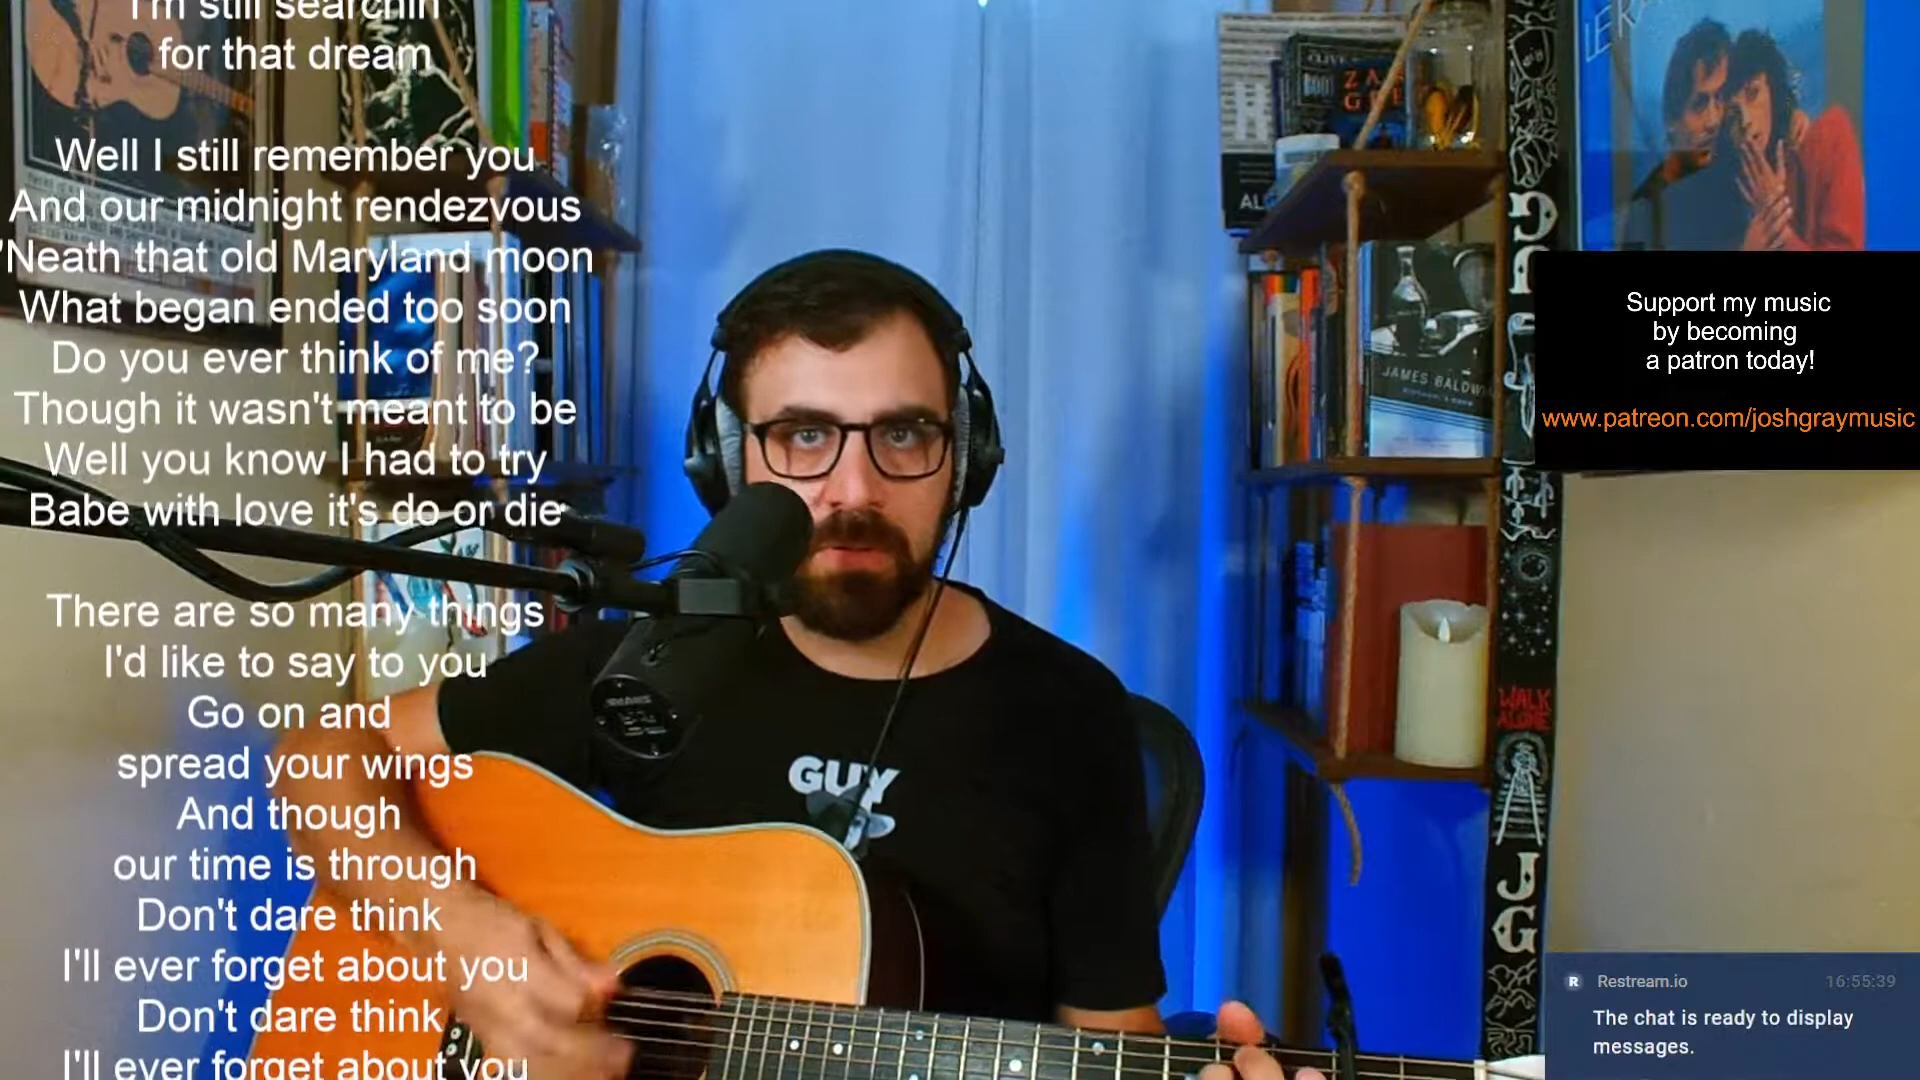 I'm still searchin'
for that dream
Well I still remember you
And our midnight rendezvous
'Neath that old Maryland moon
What began ended too soon
Do you ever think of me?
Though it wasn't meant to be
Well you know I had to try
Babe with love it's do or die
There are so many things
I'd like to say to you
Go on and
spread your wings
And though
our time is through
Don't dare think
I'll ever forget about you
Don't dare think
I'll ever forget about you
JAMES BALDW
GUY
WALK
ALONE
J
G
Support my music
by becoming
a patron today!
www.patreon.com/joshgraymusic
R Restream.io 16:55:39
The chat is ready to display
messages.